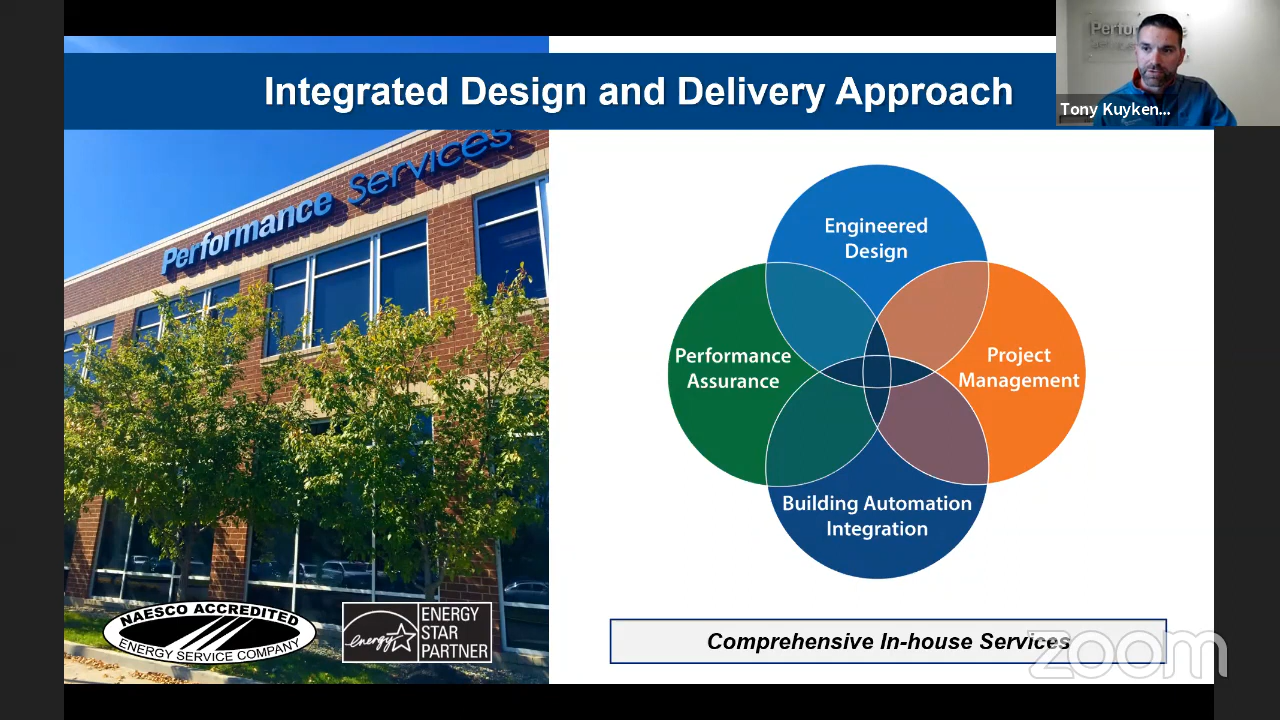 Integrated Design and Delivery Approach
Tony Kuyken...
Performance Services
Engineered
Design
Performance
Assurance
Project
Management
Building Automation
Integration
NAESCO ACCREDITED
ENERGY SERVICE COMPANY
energy
ENERGY
STAR
PARTNER
Comprehensive In-house Services
zoom